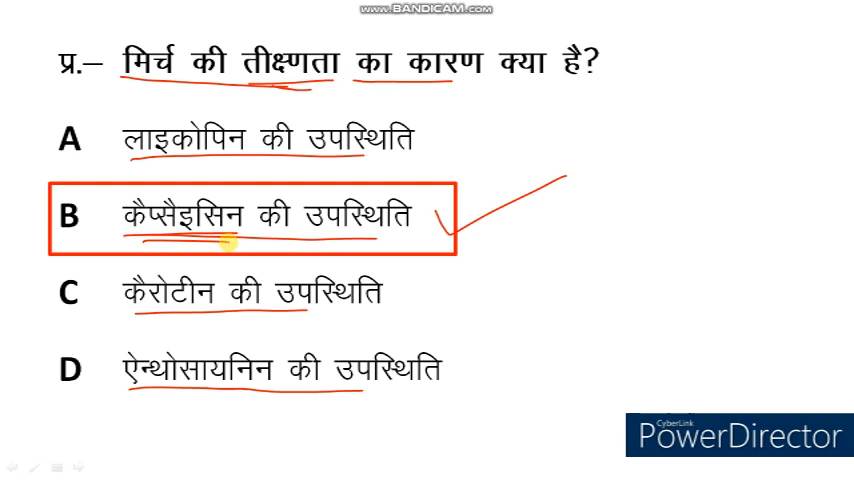 www.BANDICAM.COM
प्र.– मिर्च की तीक्ष्णता का कारण क्या है?
A लाइकोपिन की उपस्थिति
B कैप्सैइसिन की उपस्थिति
C कैरोटीन की उपस्थिति
D ऐन्थोसायनिन की उपस्थिति
CyberLink
PowerDirector